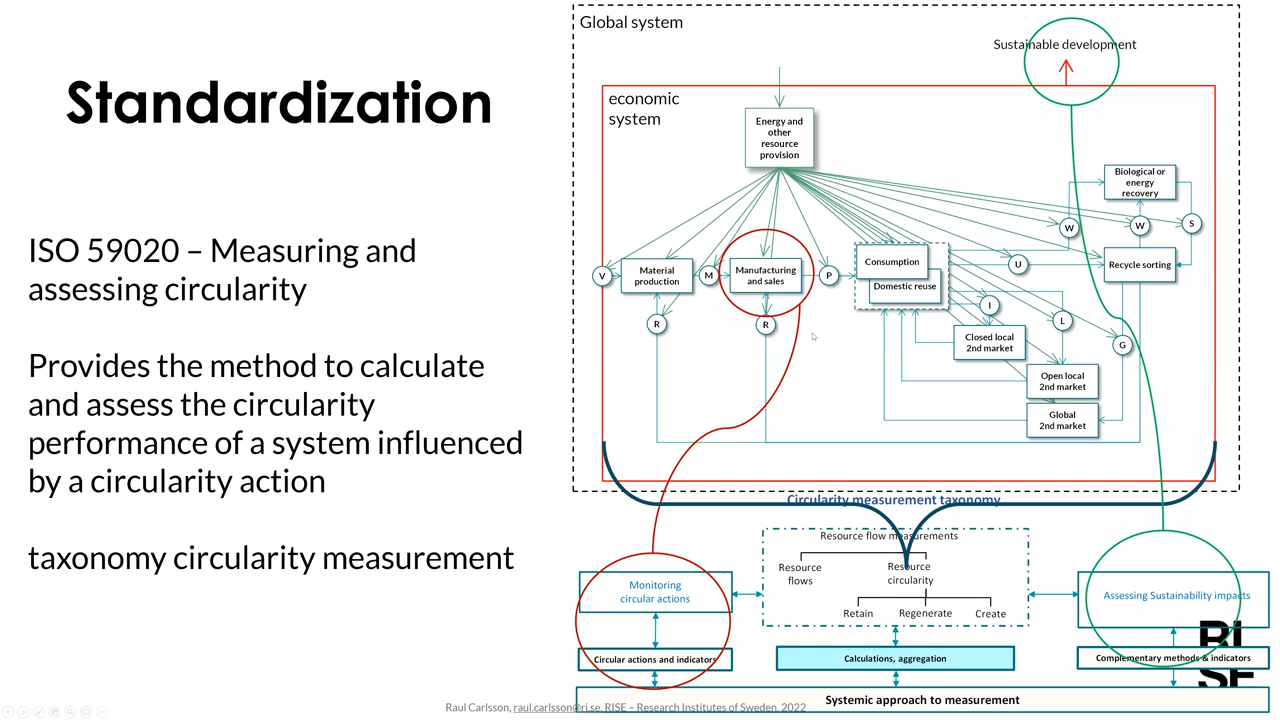 Standardization
ISO 59020 – Measuring and
assessing circularity
Provides the method to calculate
and assess the circularity
performance of a system influenced
by a circularity action
taxonomy circularity measurement
Global system
Sustainable development
economic
system
Energy and
other
resource
provision
Biological or
energy
recovery
W
W
S
V
Material
production
M
Manufacturing
and sales
P
Consumption
Domestic reuse
U
Recycle sorting
R
R
I
L
G
Closed local
2nd market
Open local
2nd market
Global
2nd market
Circularity measurement taxonomy
Resource flow measurements
Resource
flows
Resource
circularity
Retain
Regenerate
Create
Monitoring
circular actions
Assessing Sustainability impacts
Circular actions and indicators
Calculations, aggregation
Complementary methods & indicators
RI
SE
Systemic approach to measurement
Raul Carlsson, raul.carlsson@ri.se, RISE – Research Institutes of Sweden, 2022